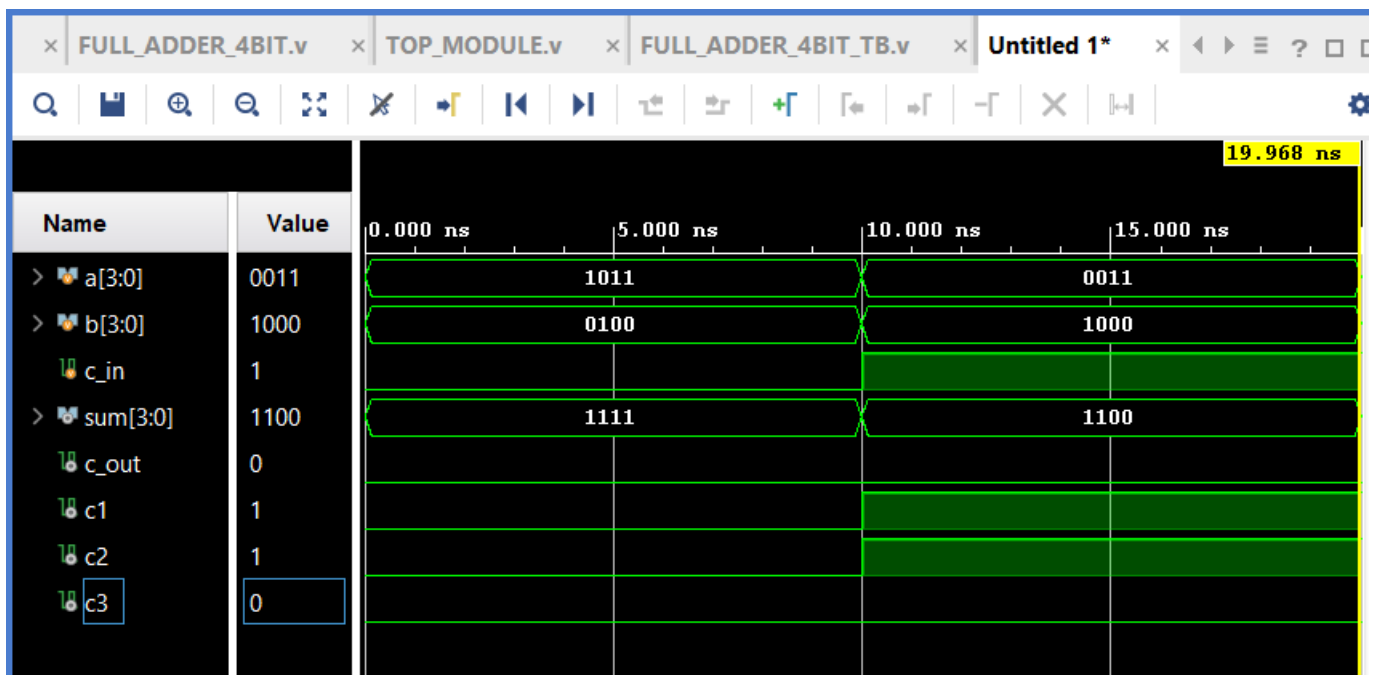 FULL_ADDER_4BIT.v TOP_MODULE.v FULL_ADDER_4BIT_TB.v Untitled 1*
19.968 ns
Name Value 0.000 ns 5.000 ns 10.000 ns 15.000 ns
a[3:0] 0011 1011 0011
b[3:0] 1000 0100 1000
c_in 1
sum[3:0] 1100 1111 1100
c_out 0
c1 1
c2 1
c3 0